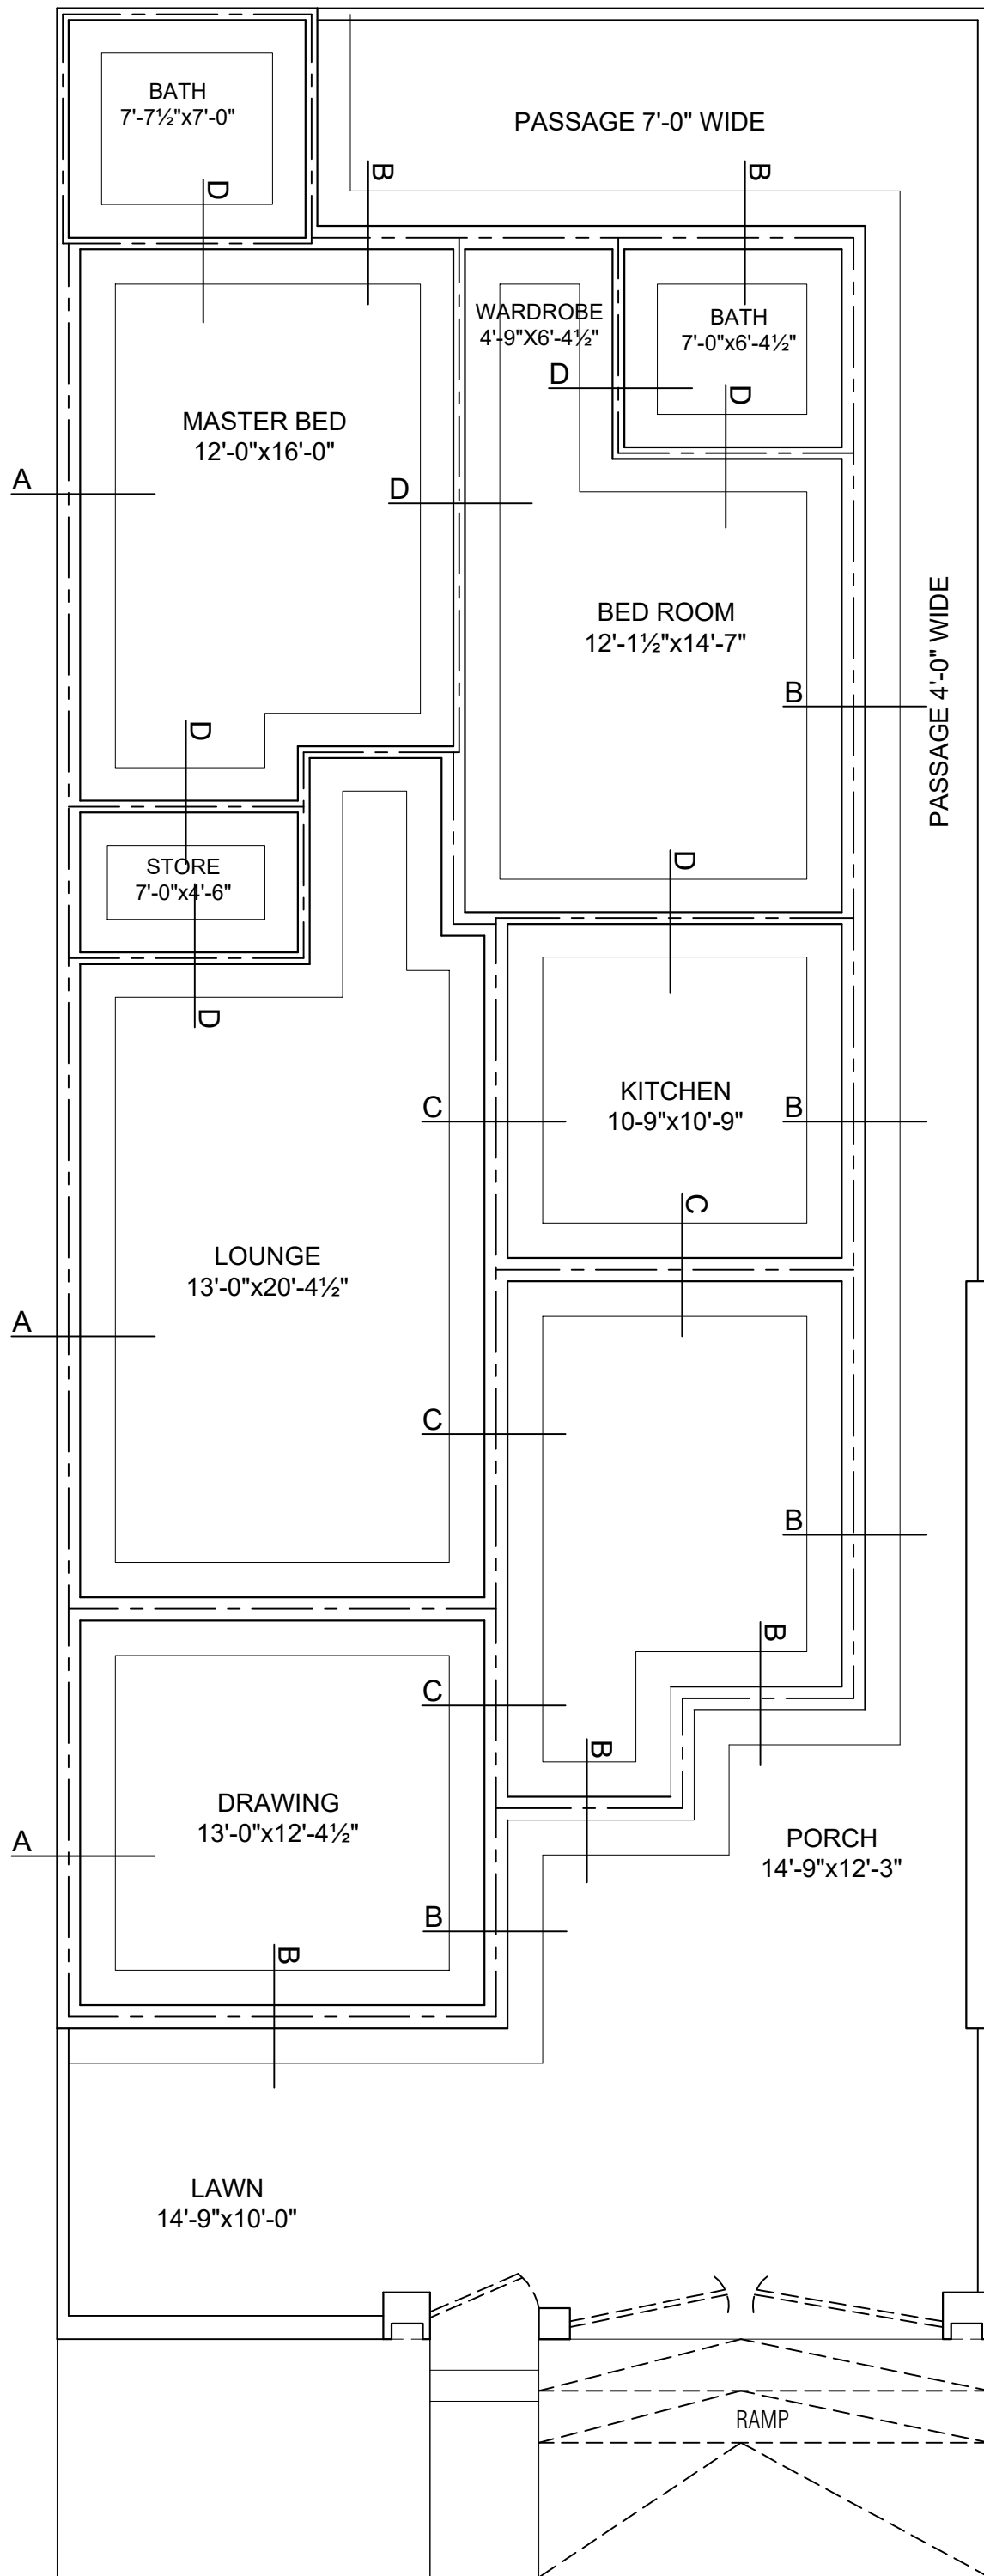 BATH
7'-7½"x7'-0"
PASSAGE 7'-0" WIDE
D
B
B
WARDROBE
4'-9"X6'-4½"
BATH
7'-0"x6'-4½"
D
D
MASTER BED
12'-0"x16'-0"
A
D
BED ROOM
12'-1½"x14'-7"
PASSAGE 4'-0" WIDE
B
D
STORE
7'-0"x4'-6"
D
D
KITCHEN
10-9"x10'-9"
C
B
C
LOUNGE
13'-0"x20'-4½"
A
C
B
B
C
B
DRAWING
13'-0"x12'-4½"
A
PORCH
14'-9"x12'-3"
B
B
LAWN
14'-9"x10'-0"
RAMP